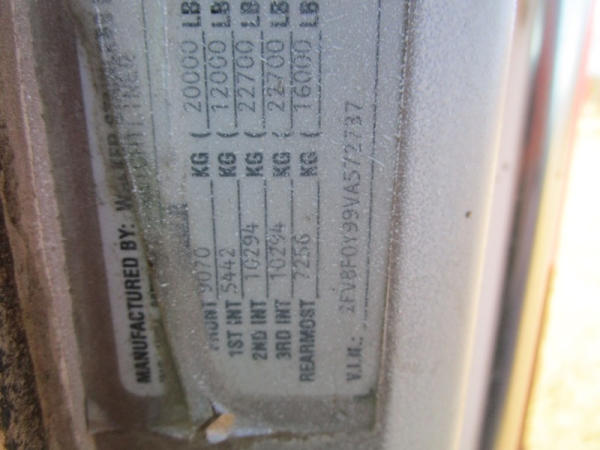 MANUFACTURED BY:
FRONT 9070 KG ( 20000 LB
1ST INT 5442 KG ( 12000 LB
2ND INT 10294 KG ( 22700 LB
3RD INT 10294 KG ( 22700 LB
REARMOST 7256 KG ( 16000 LB
V.I.N.: 2FV8F0Y99VA572737